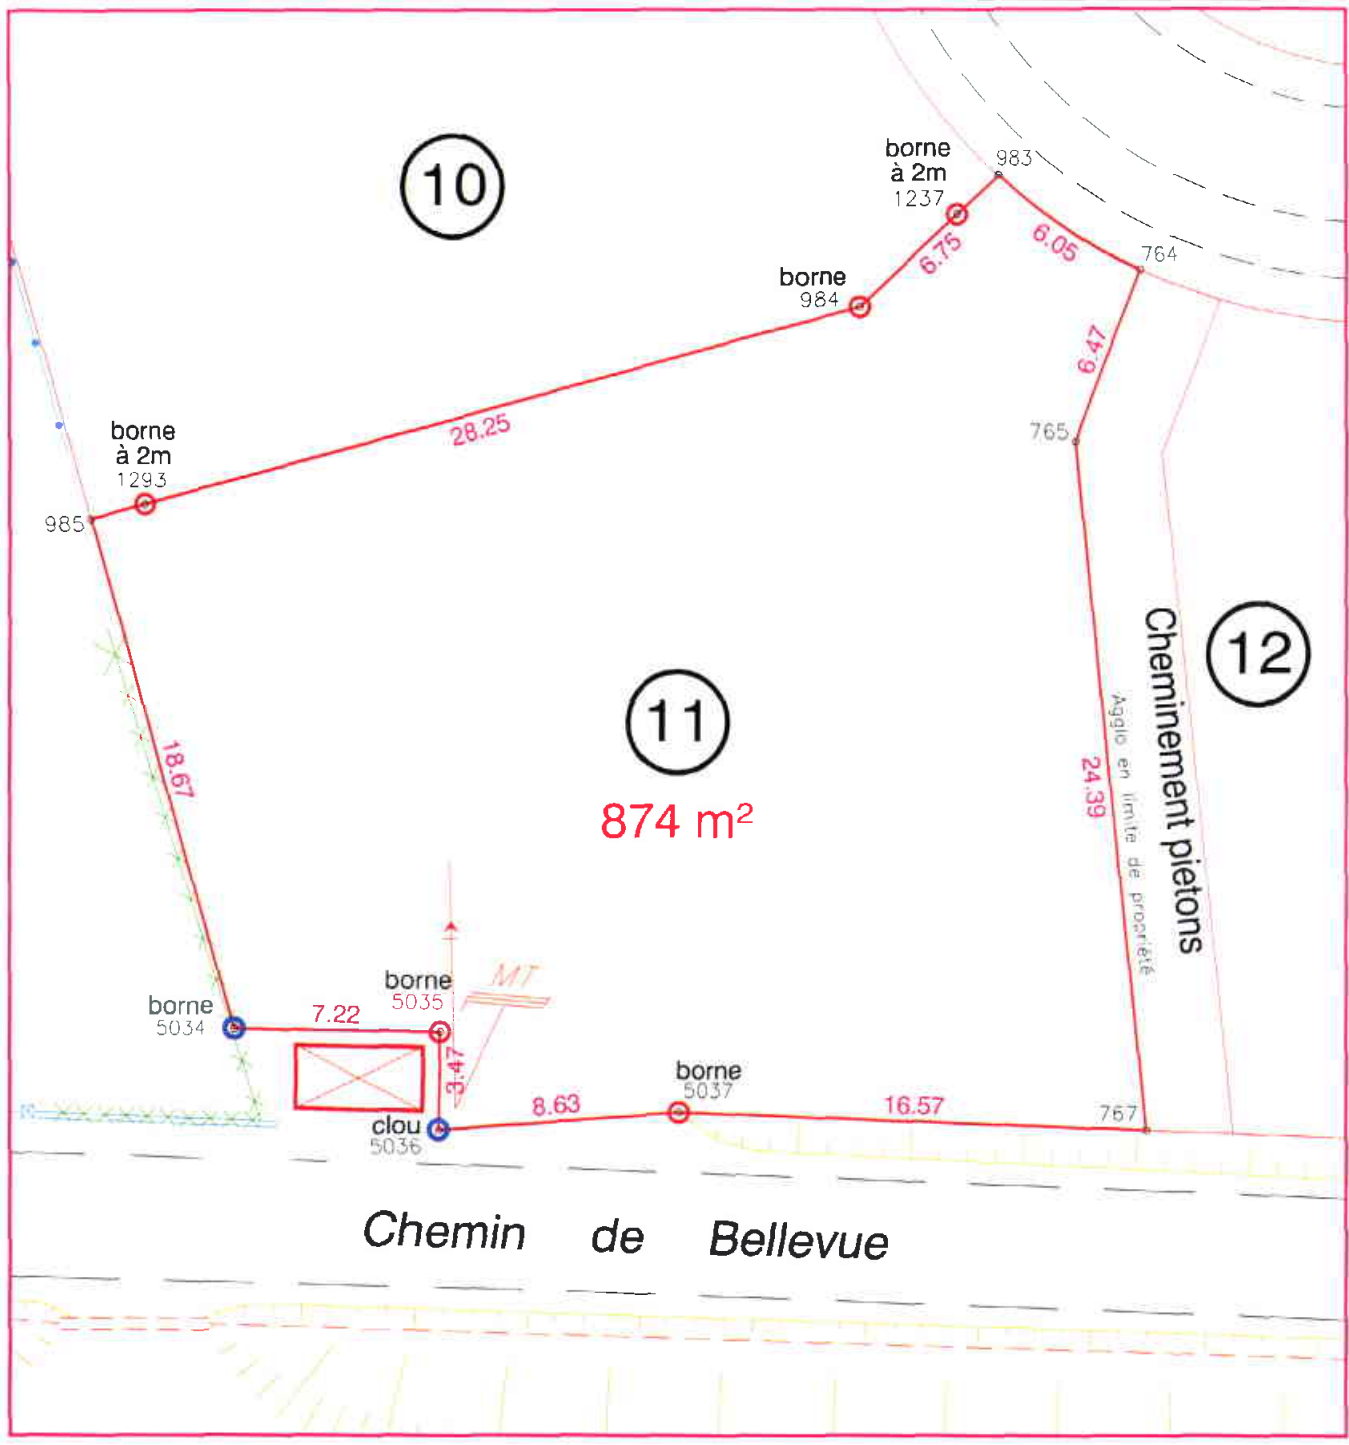 10
borne
à 2m
1237
983
6.75
6.05
764
borne
984
6.47
28.25
765
borne
à 2m
1293
985
12
Cheminement pietons
Agglo en limite de propriété
11
874 m²
24.39
18.67
borne
5034
7.22
borne
5035
MT
3.47
clou
5036
8.63
borne
5037
16.57
767
Chemin de Bellevue